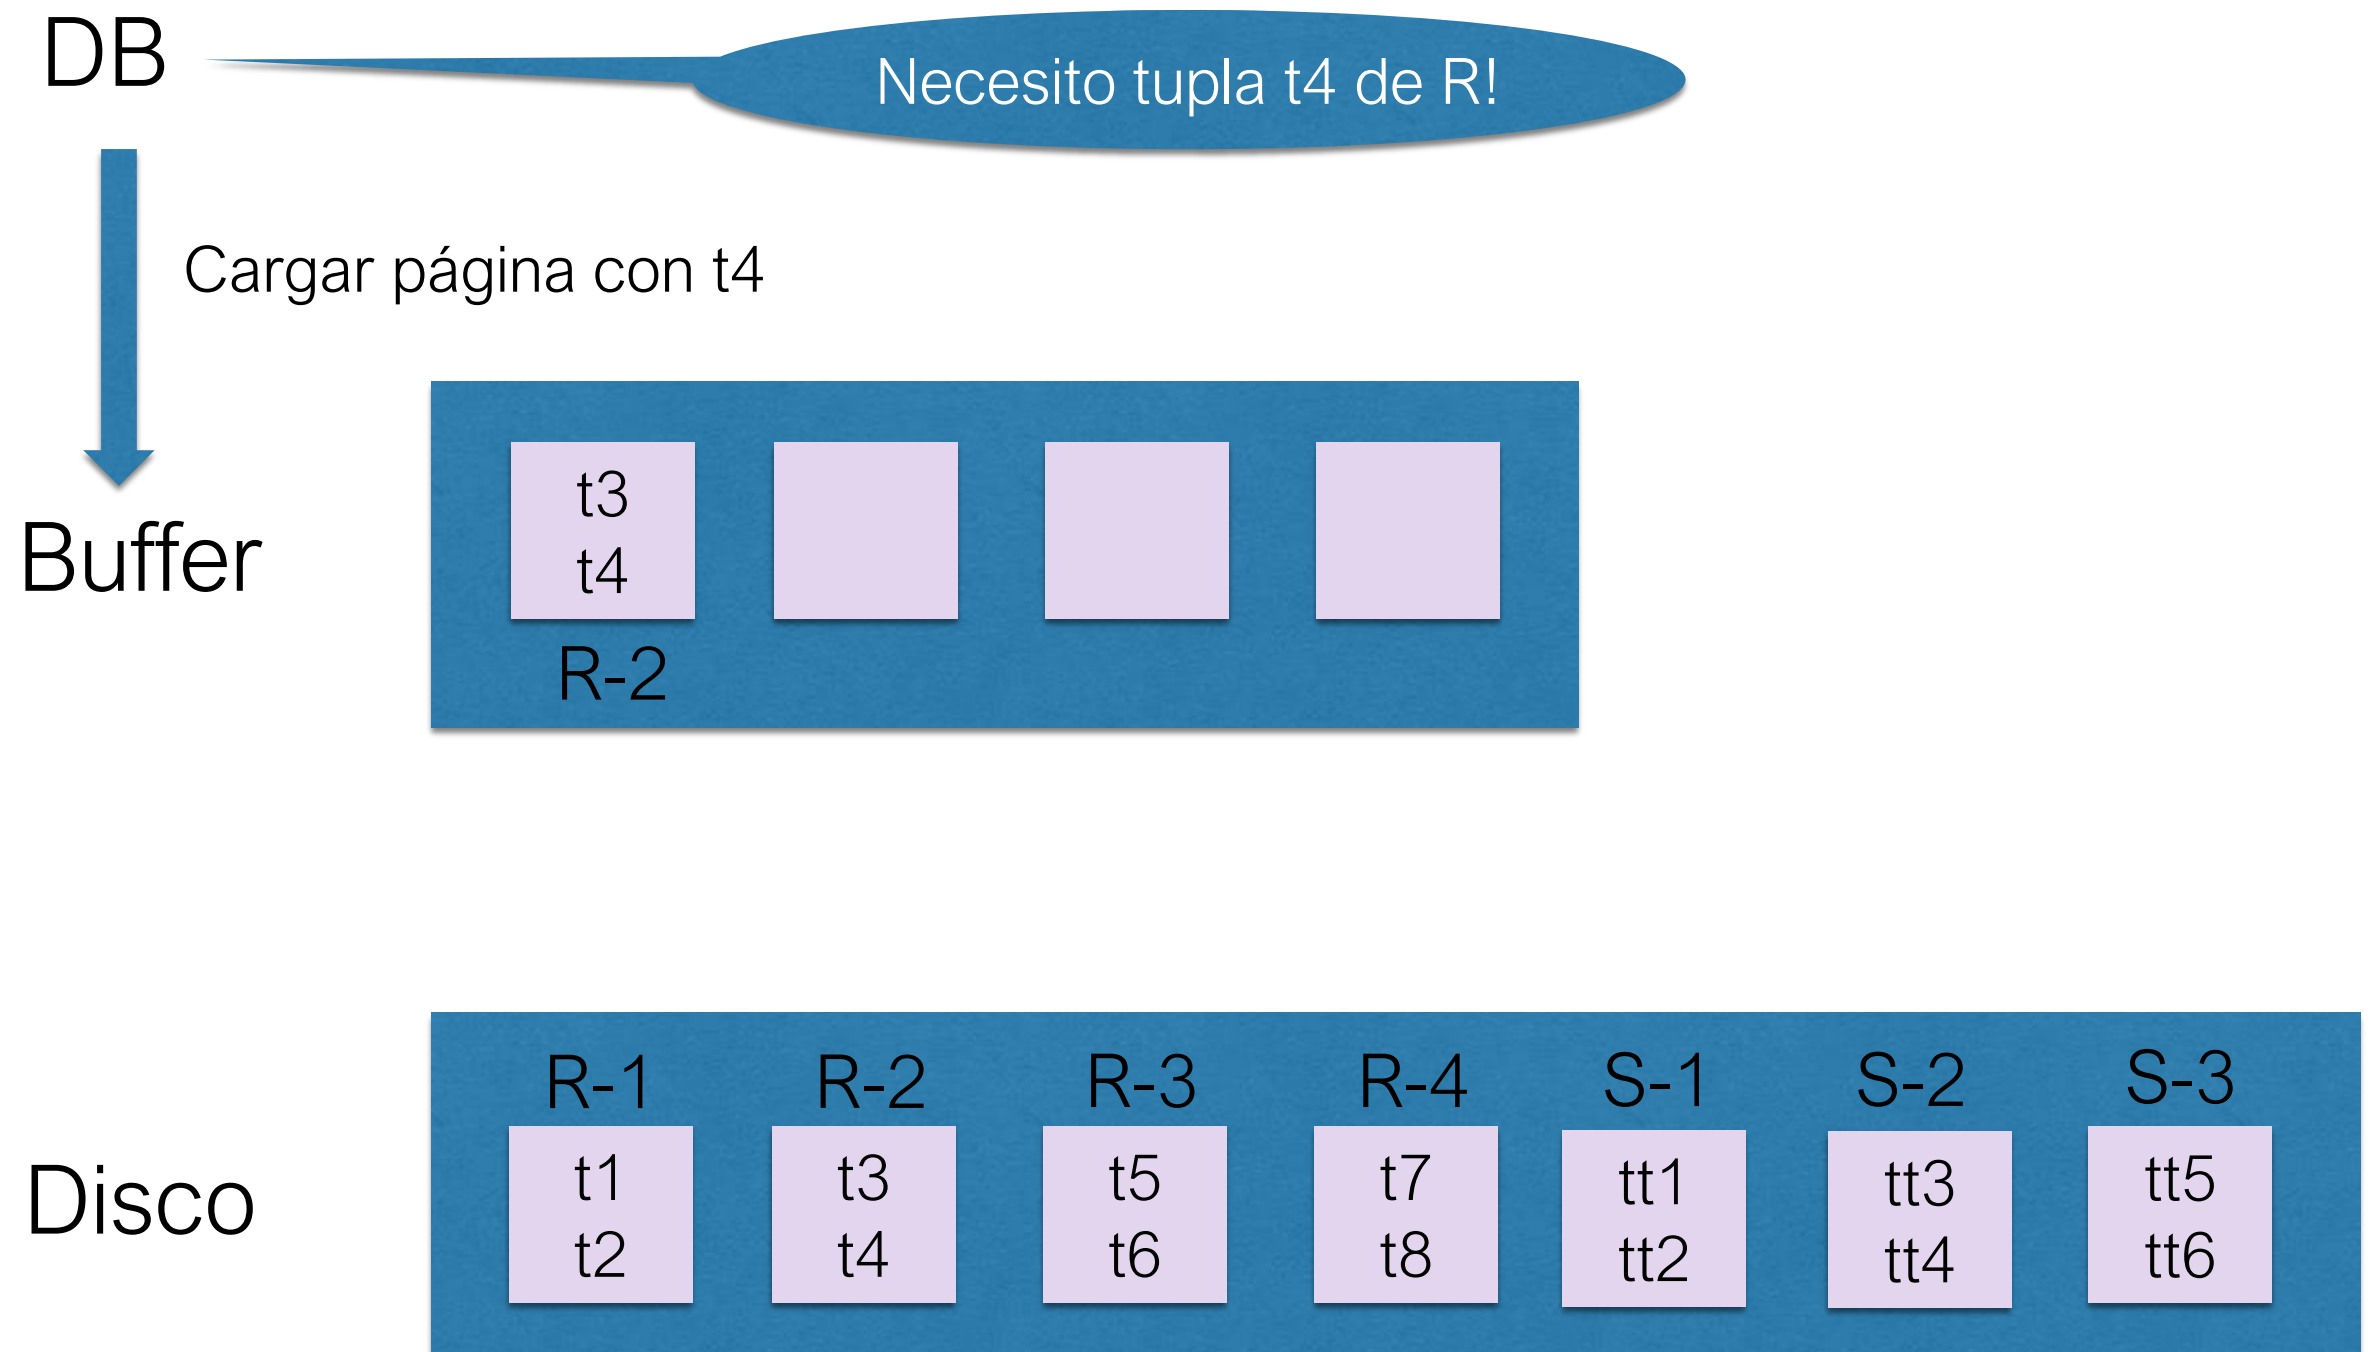 DB
Necesito tupla t4 de R!
Cargar página con t4
Buffer
t3
t4
R-2
Disco
R-1
t1
t2
R-2
t3
t4
R-3
t5
t6
R-4
t7
t8
S-1
tt1
tt2
S-2
tt3
tt4
S-3
tt5
tt6